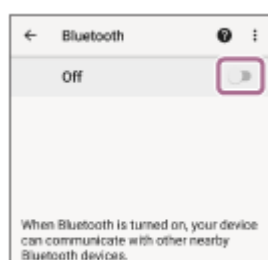 Bluetooth
Off
When Bluetooth is turned on, your device
can communicate with other nearby
Bluetooth devices.